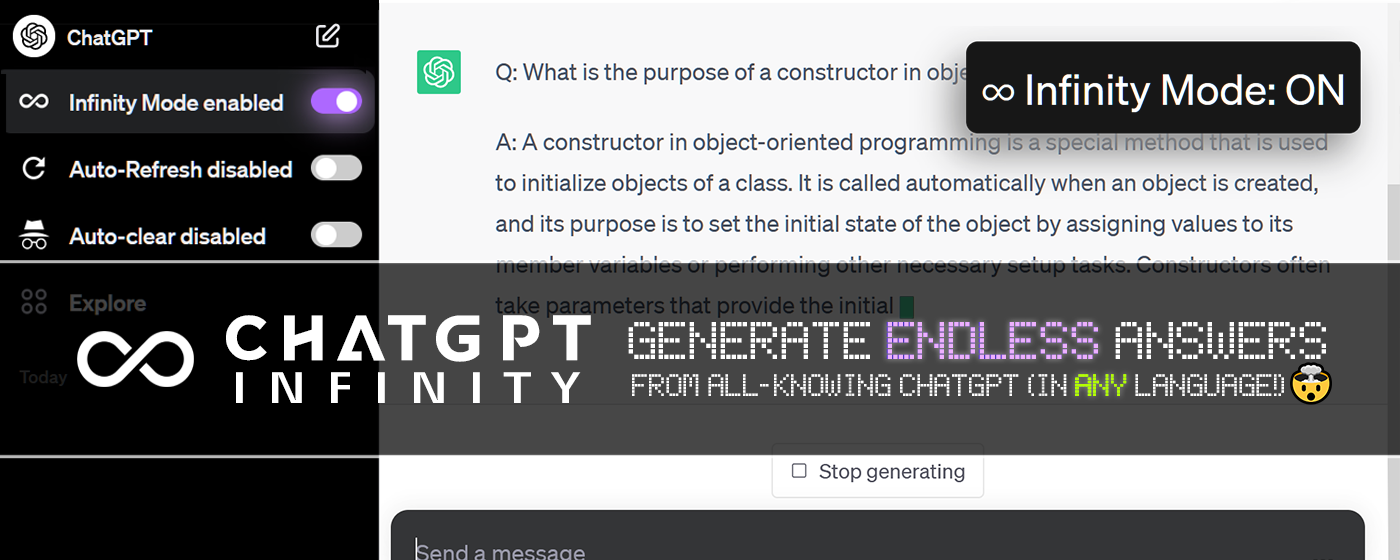 ChatGPT
Infinity Mode enabled
Auto-Refresh disabled
Auto-clear disabled
Explore
Today
Q: What is the purpose of a constructor in obje
∞ Infinity Mode: ON
A: A constructor in object-oriented programming is a special method that is used
to initialize objects of a class. It is called automatically when an object is created,
and its purpose is to set the initial state of the object by assigning values to its
member variables or performing other necessary setup tasks. Constructors often
take parameters that provide the initial
CHATGPT
INFINITY
GENERATE ENDLESS ANSWERS
FROM ALL-KNOWING CHATGPT (IN ANY LANGUAGE!)
Stop generating
Send a message